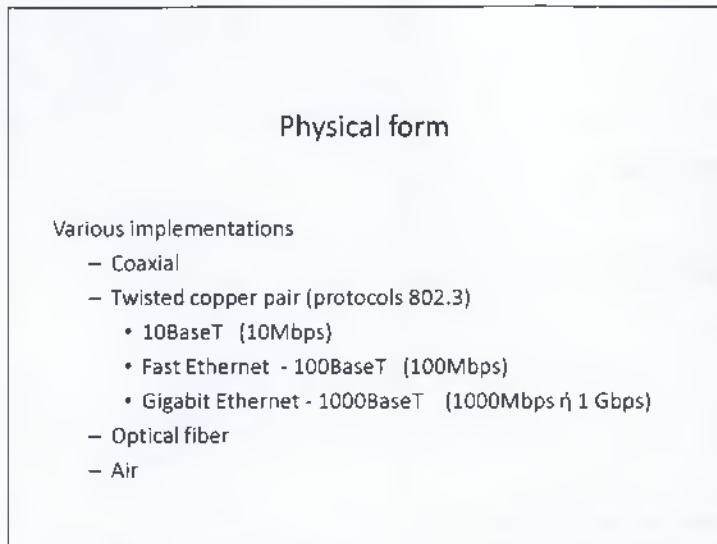 Physical form
Various implementations
– Coaxial
– Twisted copper pair (protocols 802.3)
• 10BaseT (10Mbps)
• Fast Ethernet - 100BaseT (100Mbps)
• Gigabit Ethernet - 1000BaseT (1000Mbps ή 1 Gbps)
– Optical fiber
– Air